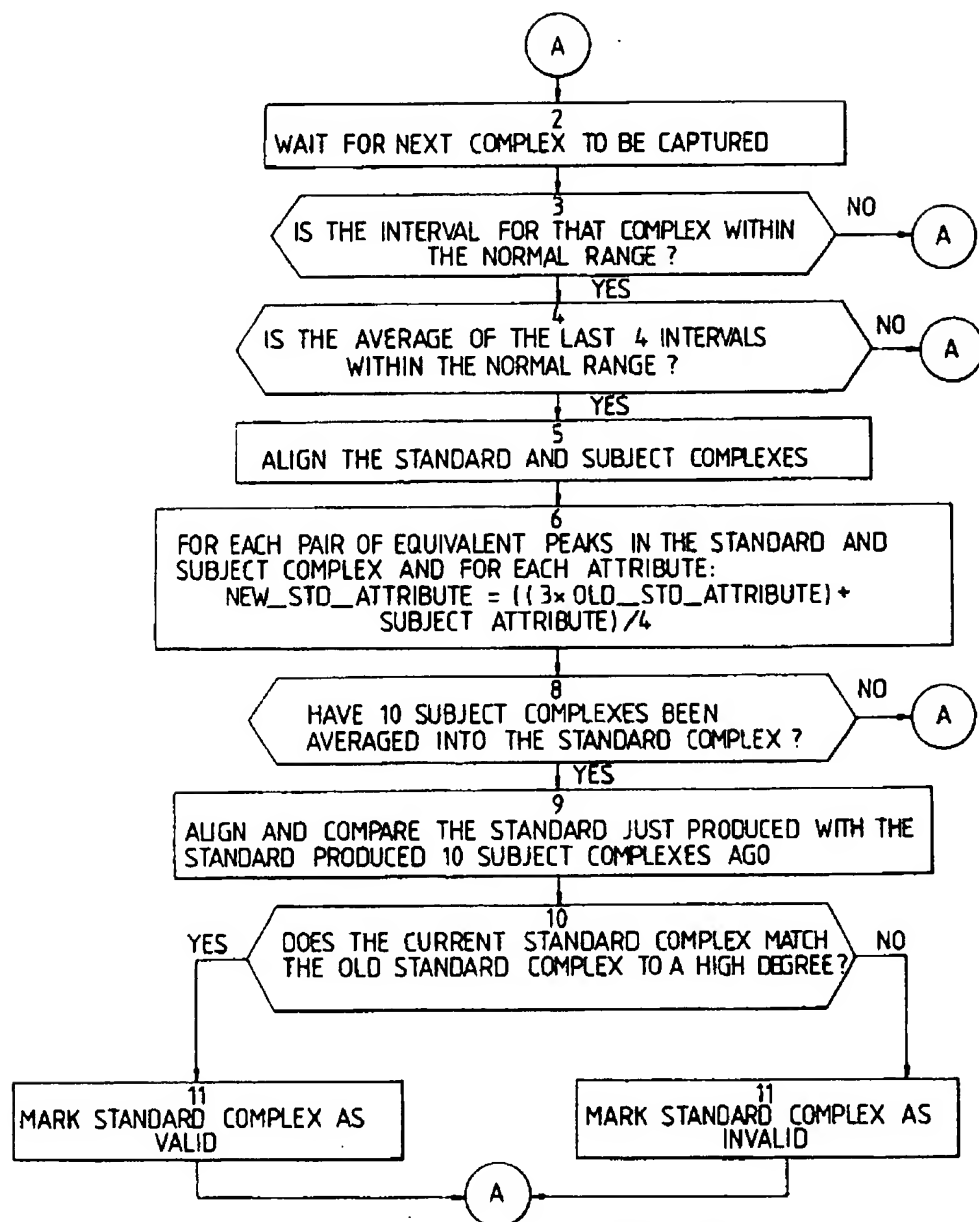 A
2
WAIT FOR NEXT COMPLEX TO BE CAPTURED
3
IS THE INTERVAL FOR THAT COMPLEX WITHIN
THE NORMAL RANGE ?
NO
A
YES
4
IS THE AVERAGE OF THE LAST 4 INTERVALS
WITHIN THE NORMAL RANGE ?
NO
A
YES
5
ALIGN THE STANDARD AND SUBJECT COMPLEXES
6
FOR EACH PAIR OF EQUIVALENT PEAKS IN THE STANDARD AND
SUBJECT COMPLEX AND FOR EACH ATTRIBUTE:
NEW_STD_ATTRIBUTE = ((3× OLD_STD_ATTRIBUTE) +
SUBJECT ATTRIBUTE) /4
8
HAVE 10 SUBJECT COMPLEXES BEEN
AVERAGED INTO THE STANDARD COMPLEX ?
NO
A
YES
9
ALIGN AND COMPARE THE STANDARD JUST PRODUCED WITH THE
STANDARD PRODUCED 10 SUBJECT COMPLEXES AGO
10
YES
DOES THE CURRENT STANDARD COMPLEX MATCH
THE OLD STANDARD COMPLEX TO A HIGH DEGREE?
NO
11
MARK STANDARD COMPLEX AS
VALID
11
MARK STANDARD COMPLEX AS
INVALID
A